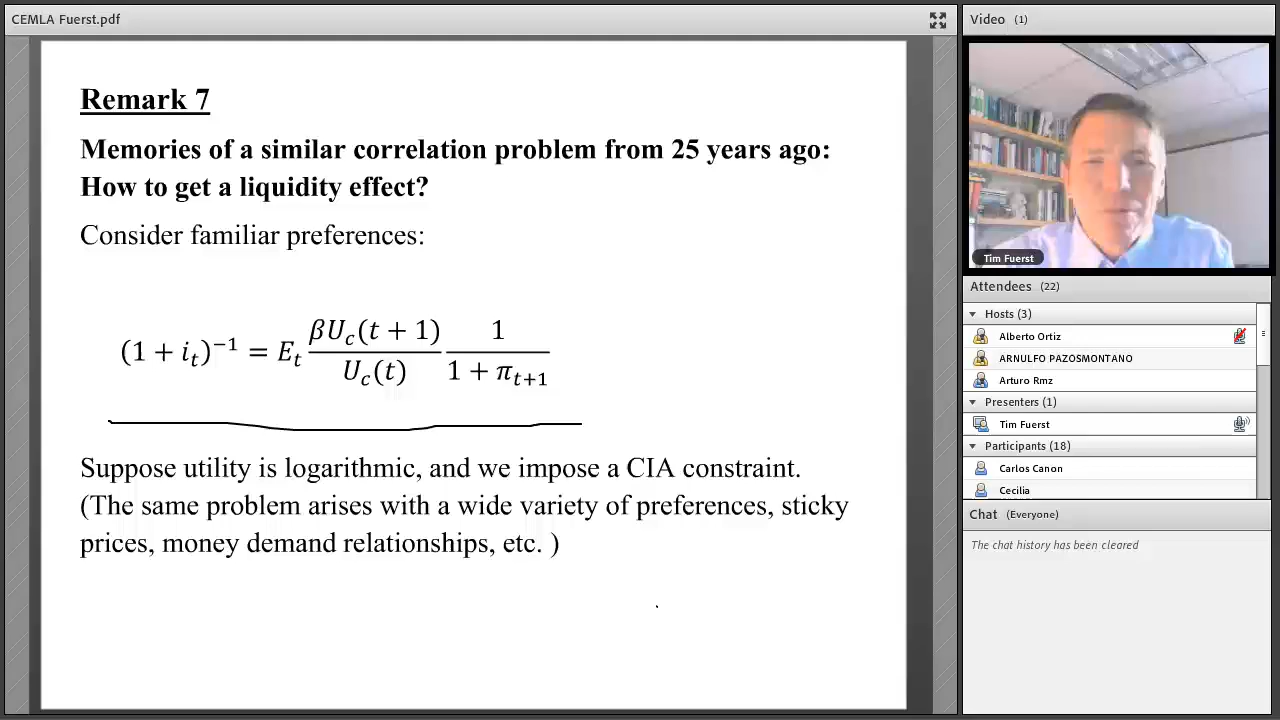 CEMLA Fuerst.pdf
Remark 7
Memories of a similar correlation problem from 25 years ago:
How to get a liquidity effect?
Consider familiar preferences:
(1 + i_t)^{-1} = E_t \frac{βU_c(t + 1)}{U_c(t)} \frac{1}{1 + π_{t+1}}
Suppose utility is logarithmic, and we impose a CIA constraint.
(The same problem arises with a wide variety of preferences, sticky
prices, money demand relationships, etc. )
Video (1)
Tim Fuerst
Attendees (22)
Hosts (3)
Alberto Ortiz
ARNULFO PAZOSMONTANO
Arturo Rmz
Presenters (1)
Tim Fuerst
Participants (18)
Carlos Canon
Cecilia
Chat (Everyone)
The chat history has been cleared